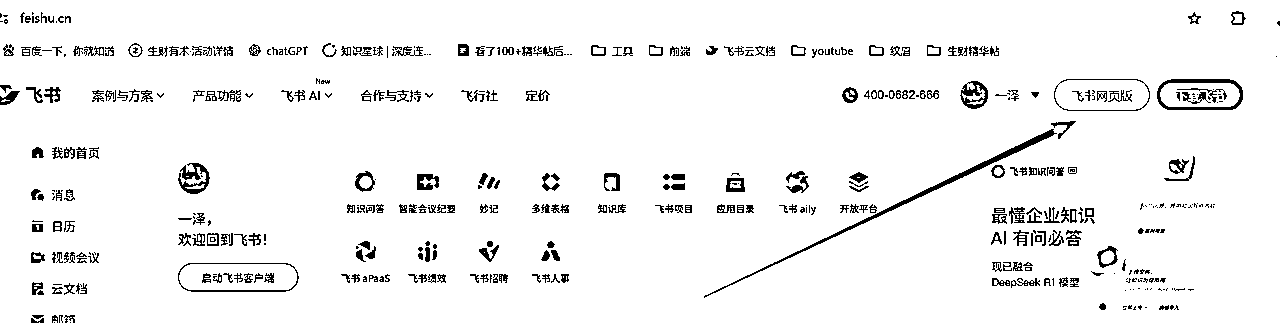 feishu.cn
百度一下，你就知道 生财有术·活动详情 chatGPT 知识星球 | 深度连... 看了100+精华帖后... 工具 前端 飞书云文档 youtube 纹眉 生财精华帖
飞书 案例与方案 产品功能 飞书 AI New 合作与支持 飞行社 定价 400-0682-666 一泽 飞书网页版 下载飞书
我的首页
消息
日历
视频会议
云文档
邮箱
一泽，
欢迎回到飞书！
启动飞书客户端
知识问答 智能会议纪要 妙记 多维表格 知识库 飞书项目 应用目录 飞书 aily 开放平台
飞书 aPaaS 飞书绩效 飞书招聘 飞书人事
飞书知识问答
最懂企业知识
AI 有问必答
现已融合
DeepSeek R1 模型